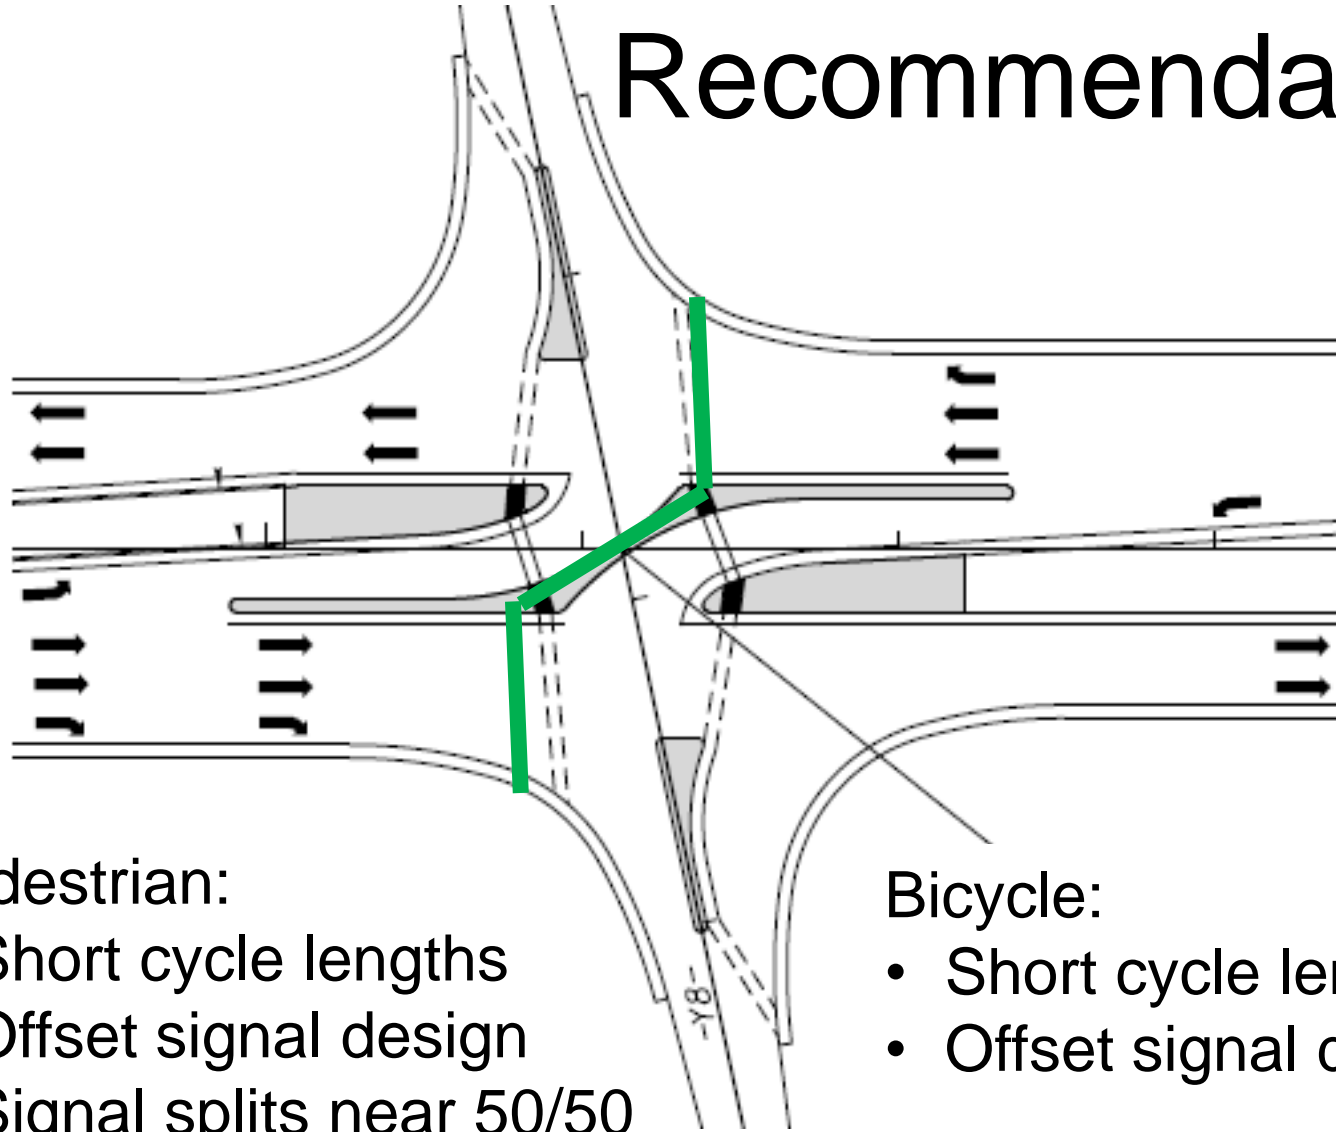 Recommenda
destrian:
Short cycle lengths
Offset signal design
Signal splits near 50/50
Bicycle:
• Short cycle ler
• Offset signal d
-Y8-